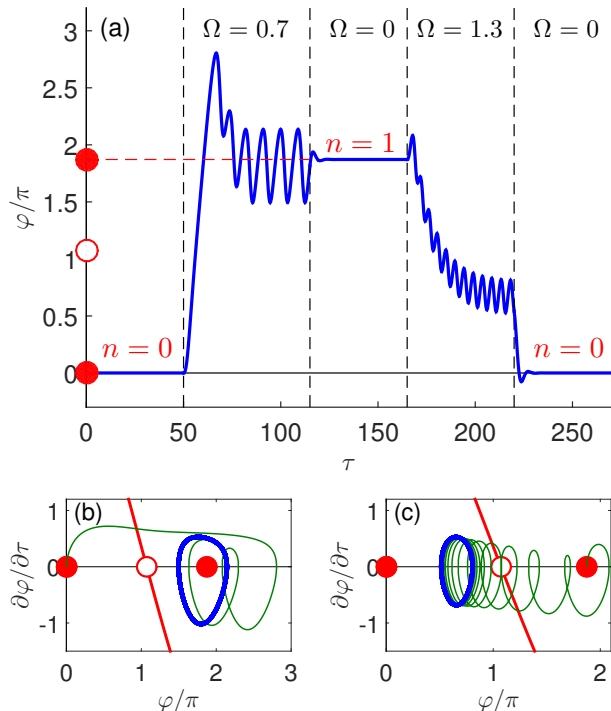 (a)
Ω = 0.7 Ω = 0 Ω = 1.3 Ω = 0
3
2.5
2
1.5
1
0.5
0
φ/π
n = 1
n = 0
n = 0
0 50 100 150 200 250
τ
(b)
1
0
-1
∂φ/∂τ
0 1 2 3
φ/π
(c)
1
0
-1
∂φ/∂τ
0 1 2
φ/π